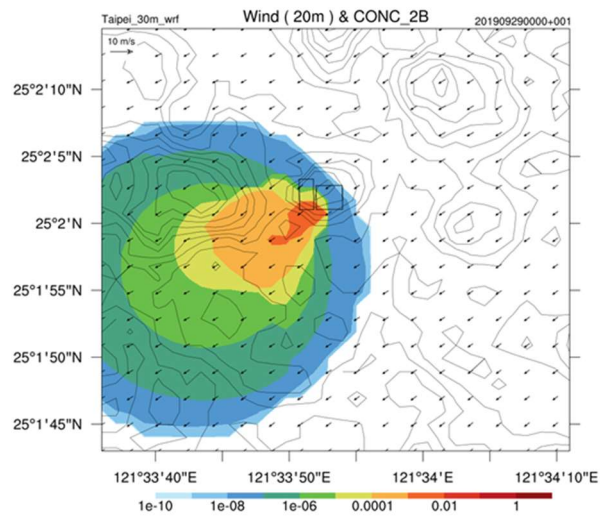 Wind ( 20m ) & CONC_2B
Taipei_30m_wrf
201909290000+001
10 m/s
25°2'10"N
25°2'5"N
25°2'N
25°1'55"N
25°1'50"N
25°1'45"N
121°33'40"E
121°33'50"E
121°34'E
121°34'10"E
1e-10
1e-08
1e-06
0.0001
0.01
1